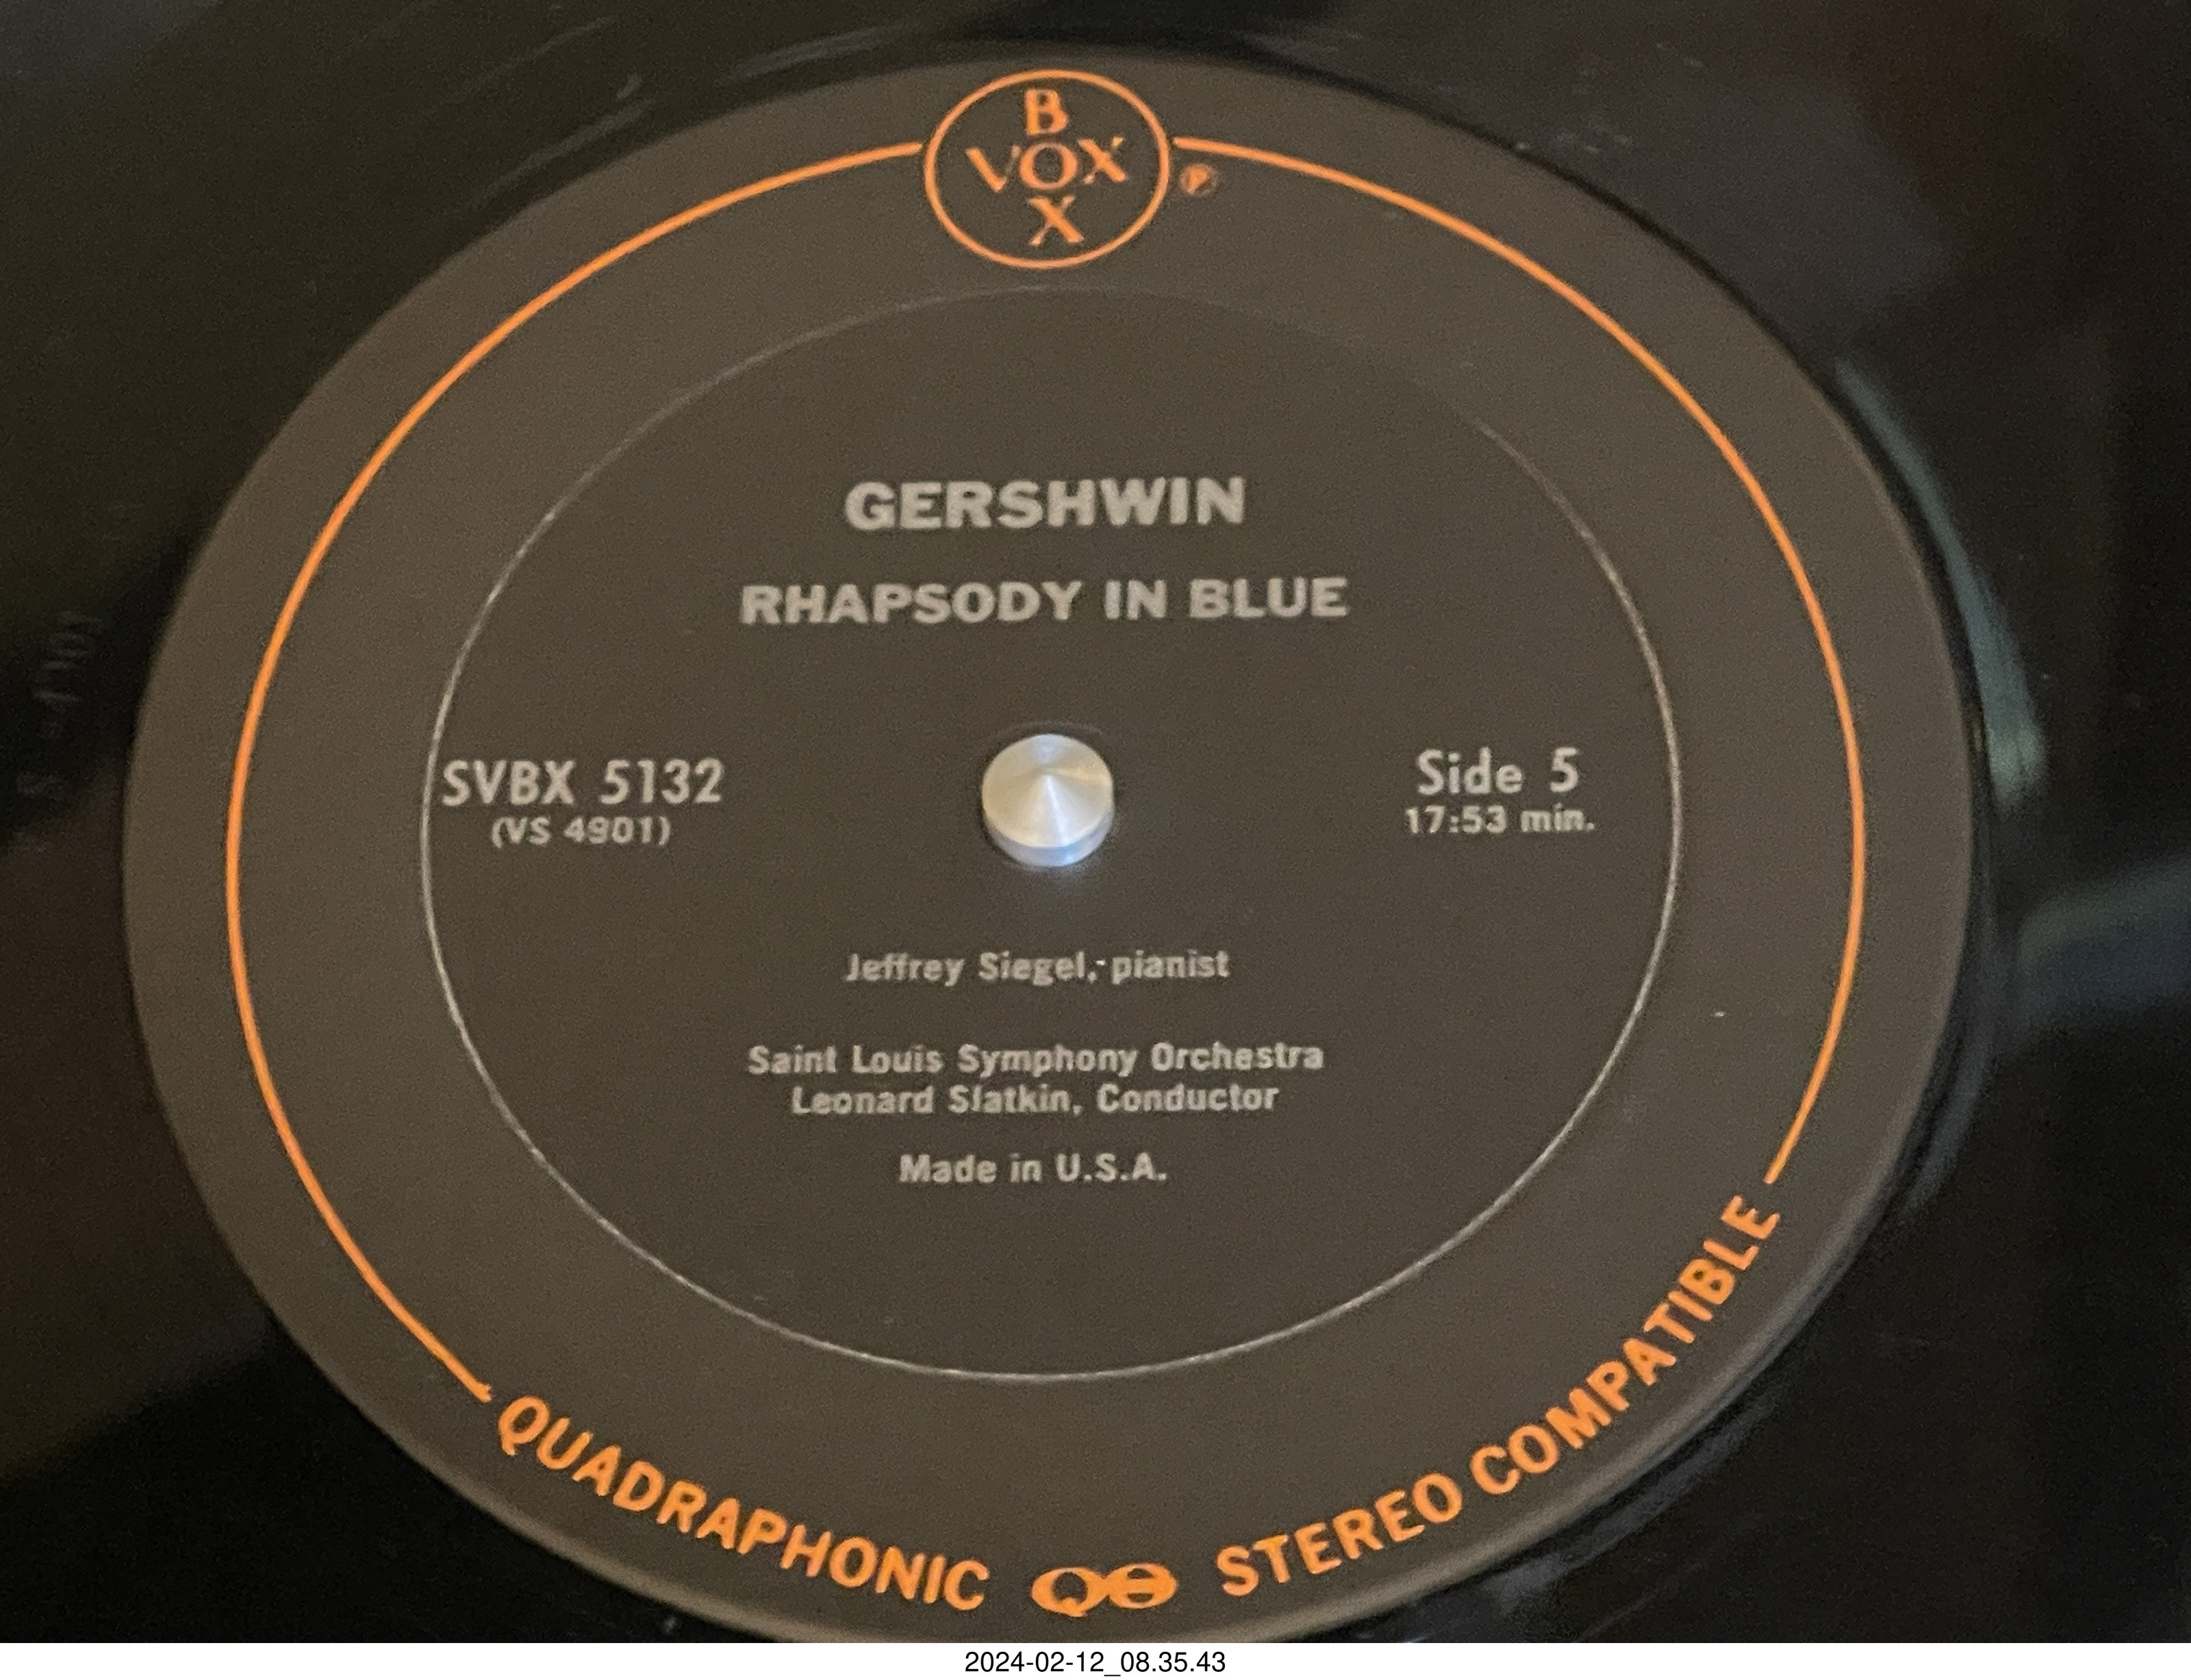 B
VOX
X
℗
GERSHWIN
RHAPSODY IN BLUE
SVBX 5132
(VS 4901)
Side 5
17:53 min.
Jeffrey Siegel, pianist
Saint Louis Symphony Orchestra
Leonard Slatkin, Conductor
Made in U.S.A.
QUADRAPHONIC QS STEREO COMPATIBLE
2024-02-12_08.35.43